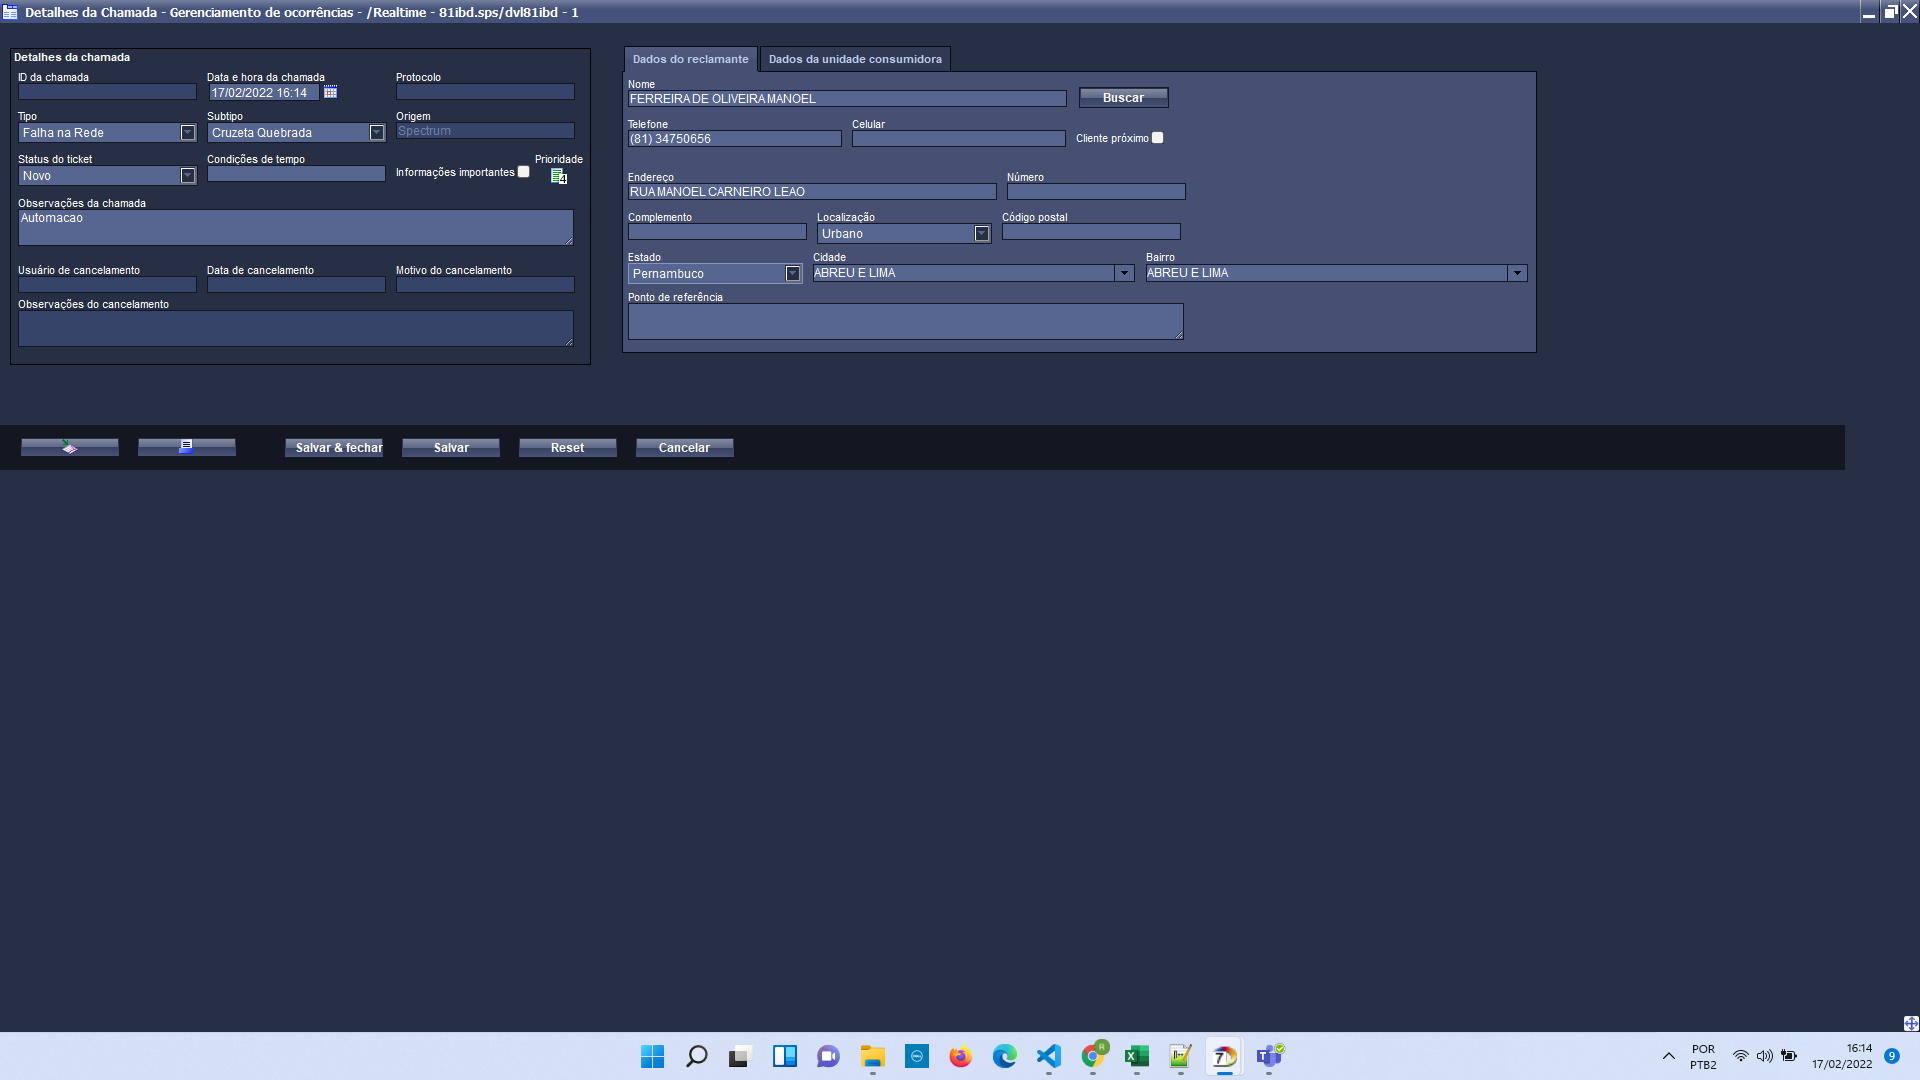 Detalhes da Chamada - Gerenciamento de ocorrências - /Realtime - 81ibd.sps/dvl81ibd - 1
Detalhes da chamada
ID da chamada
Data e hora da chamada
Protocolo
17/02/2022 16:14
Tipo
Subtipo
Origem
Falha na Rede
Cruzeta Quebrada
Spectrum
Status do ticket
Condições de tempo
Informações importantes
Prioridade
Novo
4
Observações da chamada
Automacao
Usuário de cancelamento
Data de cancelamento
Motivo do cancelamento
Observações do cancelamento
Dados do reclamante
Dados da unidade consumidora
Nome
FERREIRA DE OLIVEIRA MANOEL
Buscar
Telefone
Celular
(81) 34750656
Cliente próximo
Endereço
Número
RUA MANOEL CARNEIRO LEAO
Complemento
Localização
Código postal
Urbano
Estado
Cidade
Bairro
Pernambuco
ABREU E LIMA
ABREU E LIMA
Ponto de referência
Salvar & fechar
Salvar
Reset
Cancelar
R
7
POR
PTB2
16:14
17/02/2022
9